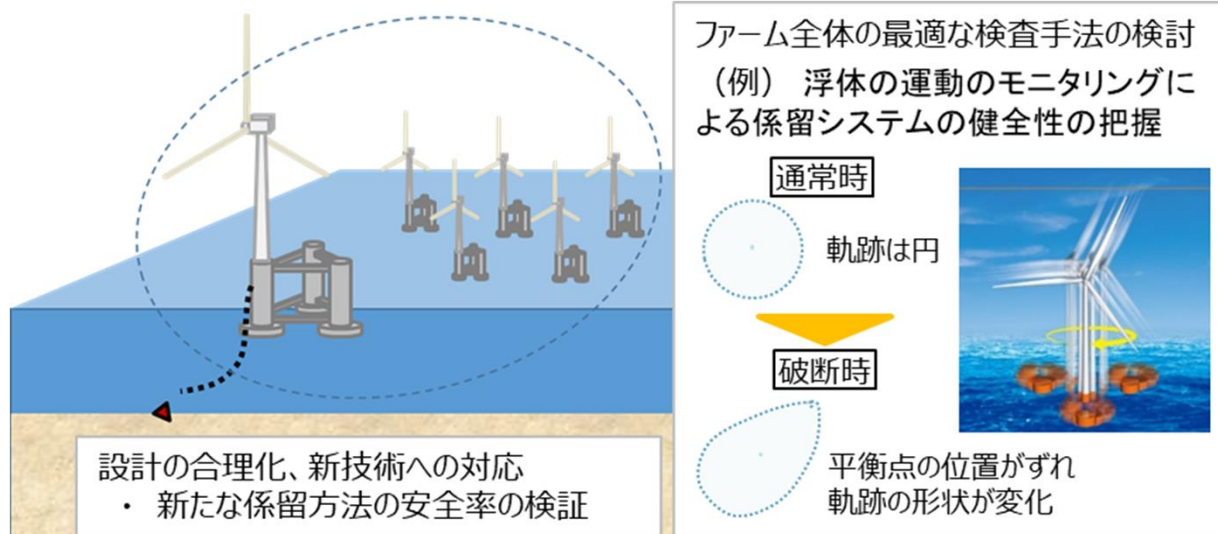 ファーム全体の最適な検査手法の検討
（例） 浮体の運動のモニタリングに
よる係留システムの健全性の把握
通常時
軌跡は円
破断時
平衡点の位置がずれ
軌跡の形状が変化
設計の合理化、新技術への対応
・ 新たな係留方法の安全率の検証